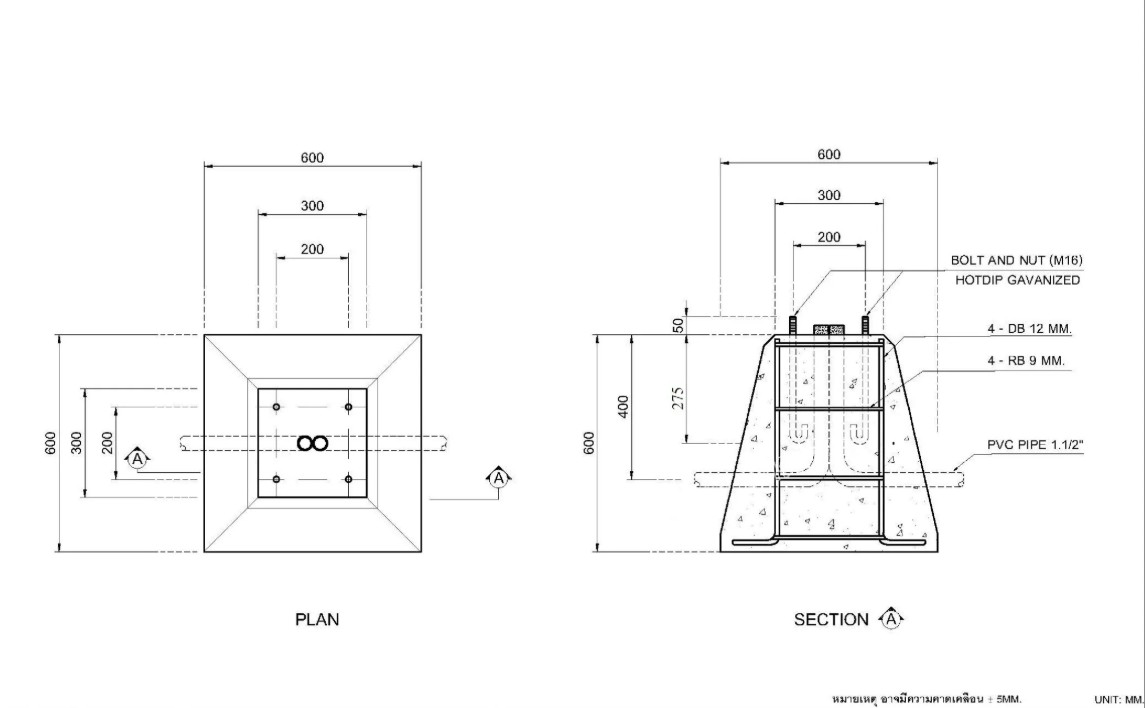 600
300
200
600
300
200
A
A
PLAN
600
300
200
BOLT AND NUT (M16)
HOTDIP GAVANIZED
50
4 - DB 12 MM.
4 - RB 9 MM.
275
400
600
PVC PIPE 1.1/2"
SECTION A
หมายเหตุ อาจมีความคาดเคลื่อน ± 5MM.
UNIT: MM.